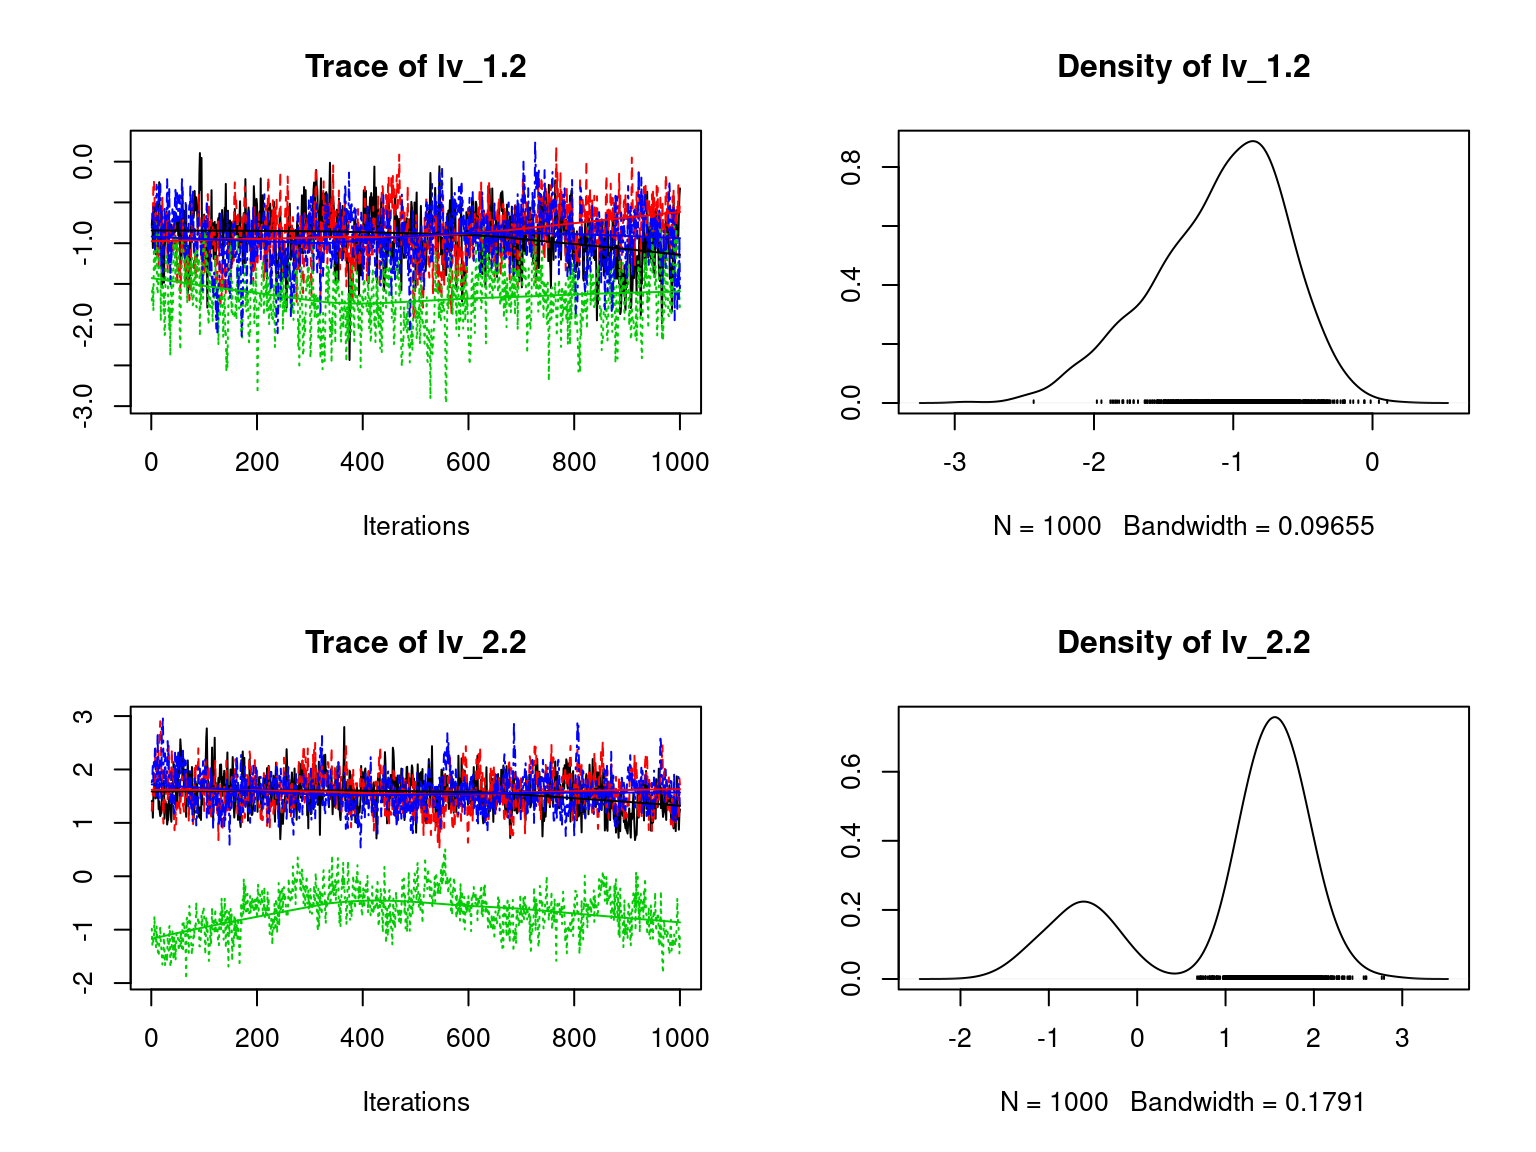 Trace of lv_1.2
0.0
-1.0
-2.0
-3.0
0 200 400 600 800 1000
Iterations
Density of lv_1.2
0.8
0.4
0.0
-3 -2 -1 0
N = 1000 Bandwidth = 0.09655
Trace of lv_2.2
3
2
1
0
-1
-2
0 200 400 600 800 1000
Iterations
Density of lv_2.2
0.6
0.4
0.2
0.0
-2 -1 0 1 2 3
N = 1000 Bandwidth = 0.1791